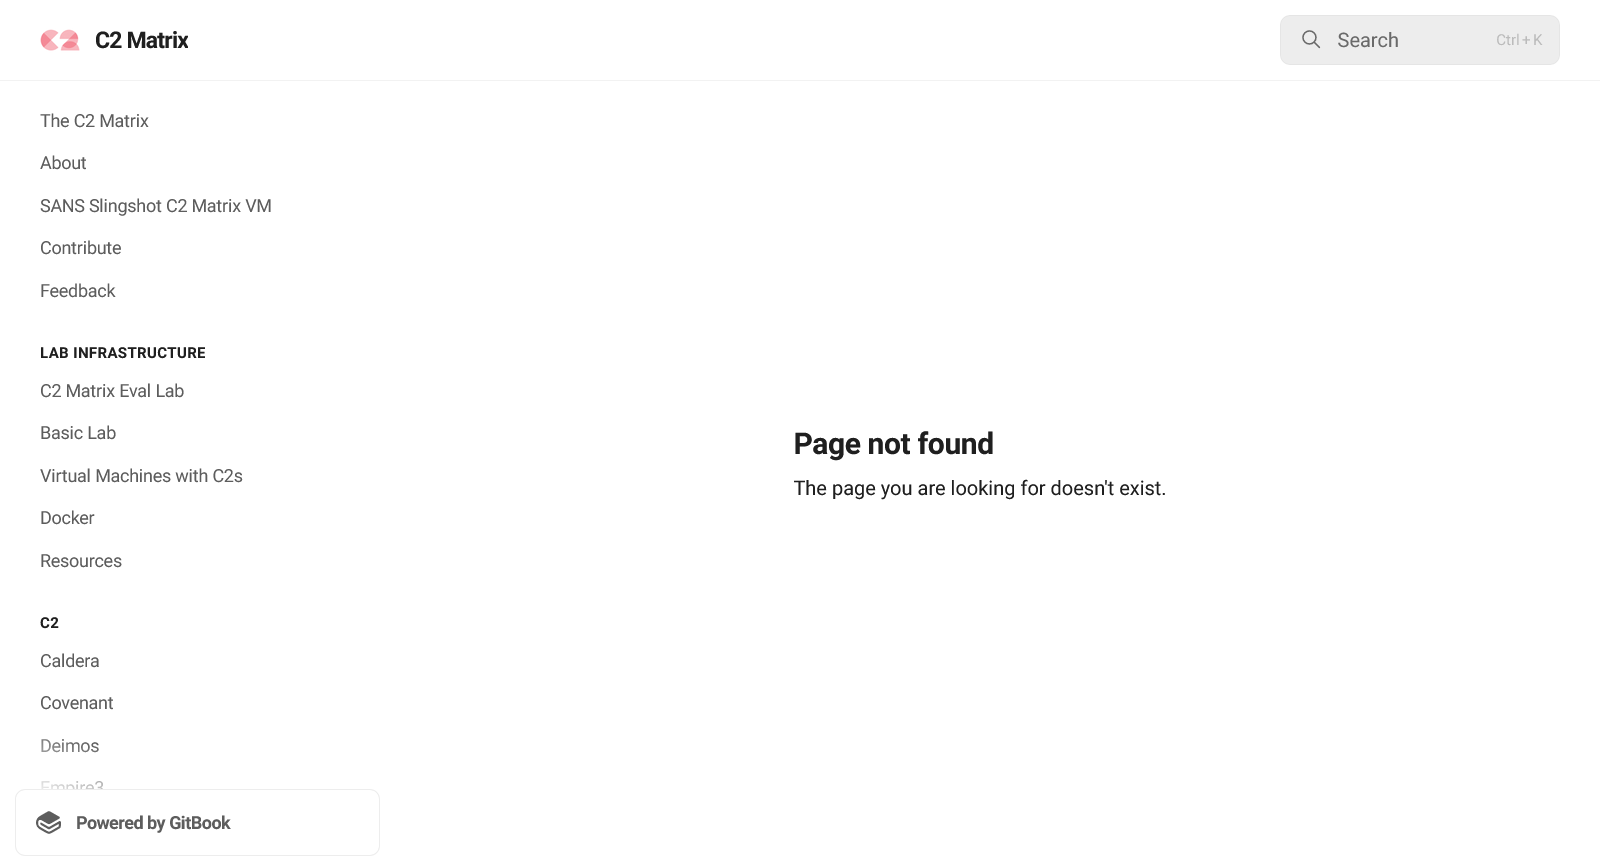 C2 Matrix
Search
Ctrl + K
The C2 Matrix
About
SANS Slingshot C2 Matrix VM
Contribute
Feedback
LAB INFRASTRUCTURE
C2 Matrix Eval Lab
Basic Lab
Virtual Machines with C2s
Docker
Resources
C2
Caldera
Covenant
Deimos
Empire3
Powered by GitBook
Page not found
The page you are looking for doesn't exist.